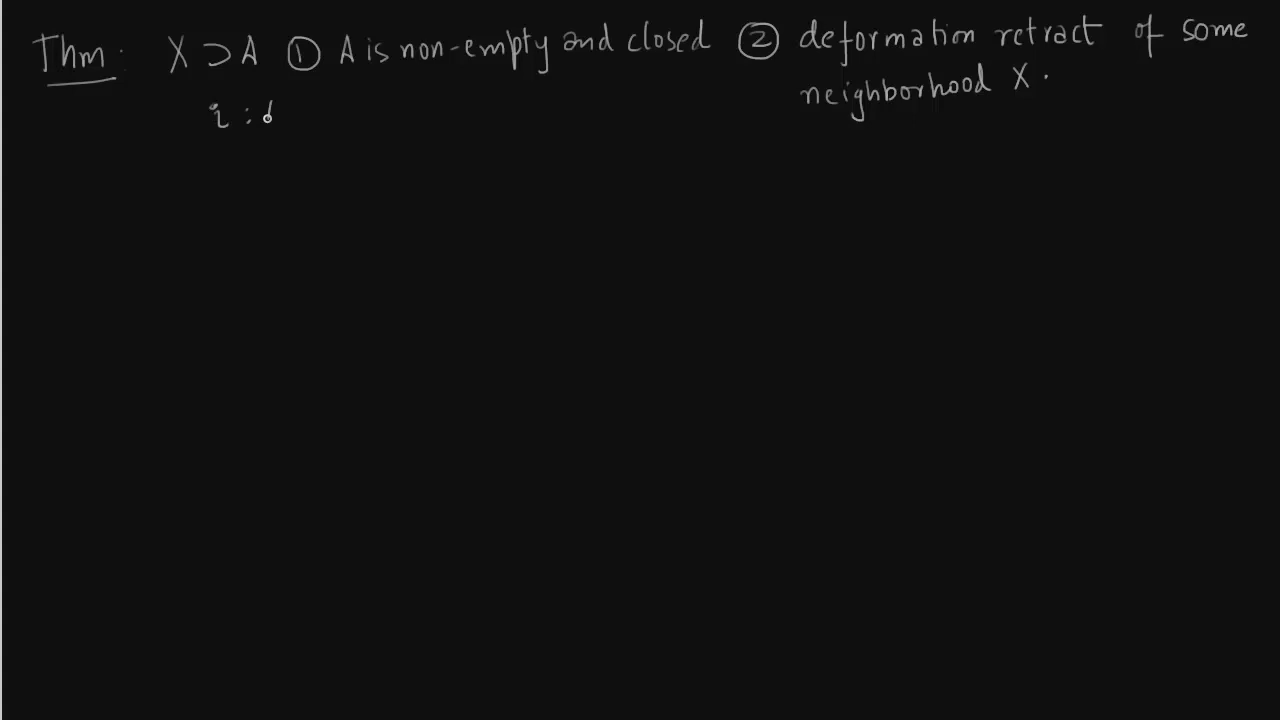 Thm: X ⊃ A ① A is non-empty and closed ② deformation retract of some
neighborhood X.
i :